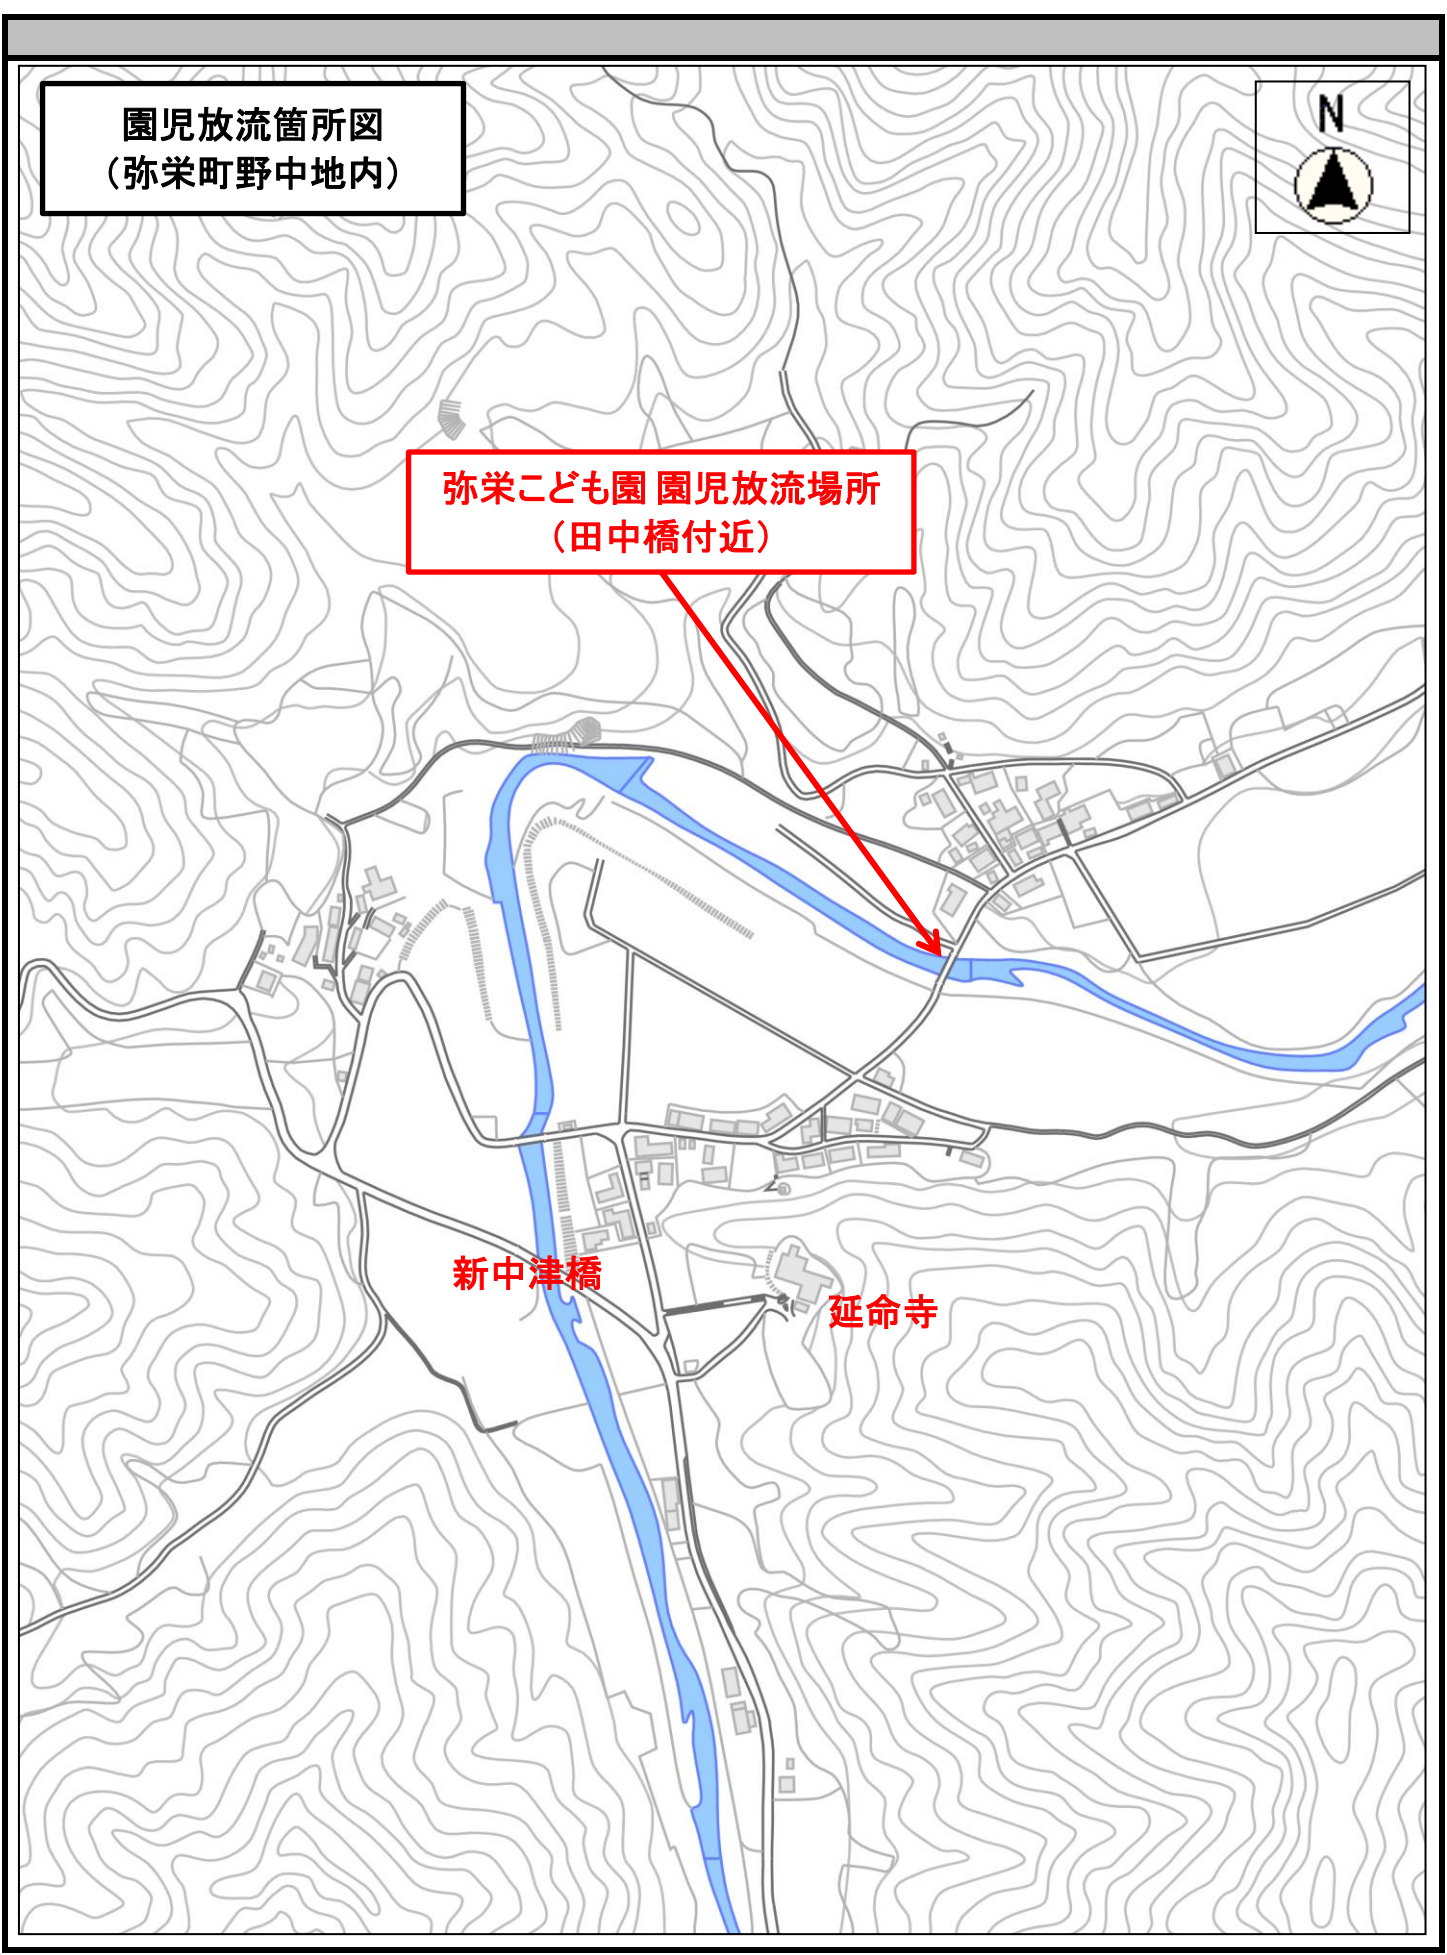 園児放流箇所図
（弥栄町野中地内）
N
弥栄こども園 園児放流場所
（田中橋付近）
新中津橋
延命寺